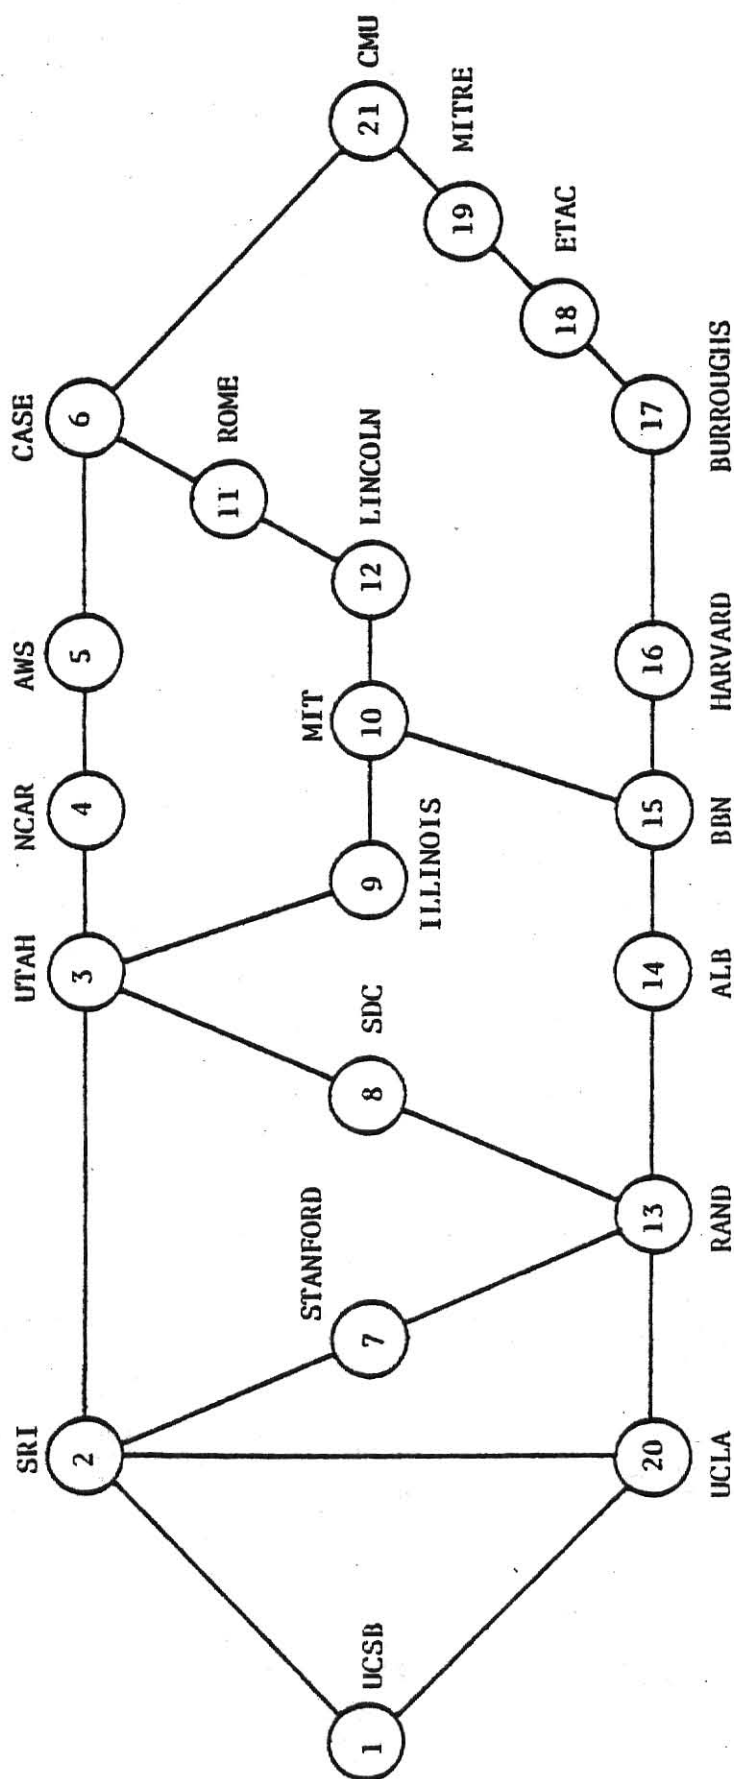 1
UCSB
SRI
2
20
UCLA
STANFORD
7
13
RAND
8
SDC
UTAH
3
14
ALB
9
ILLINOIS
NCAR
4
15
BBN
MIT
10
AWS
5
16
HARVARD
12
LINCOLN
11
ROME
CASE
6
17
BURROUGHS
18
ETAC
19
MITRE
21
CMU